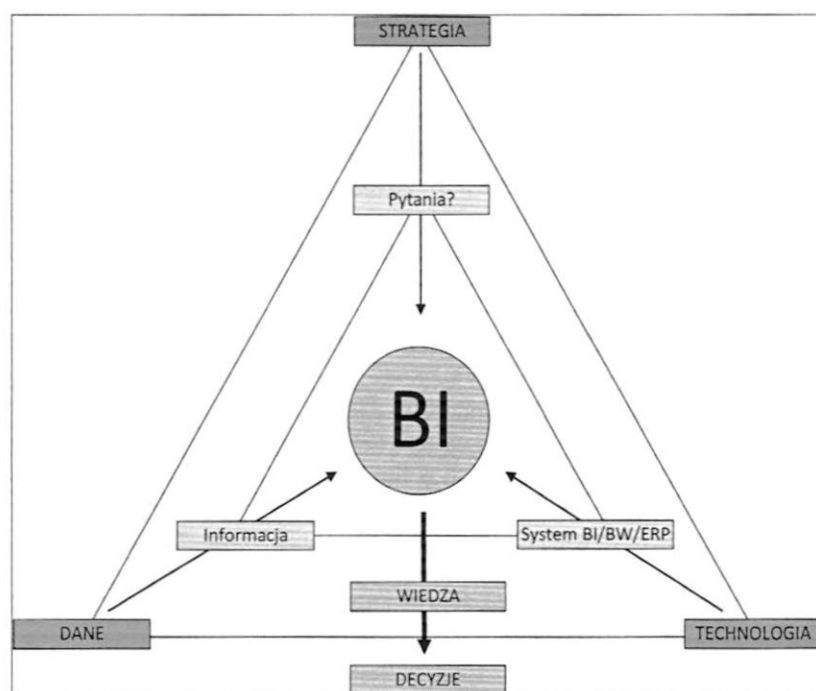 STRATEGIA
Pytania?
BI
Informacja
System BI/BW/ERP
WIEDZA
DANE
TECHNOLOGIA
DECYZJE